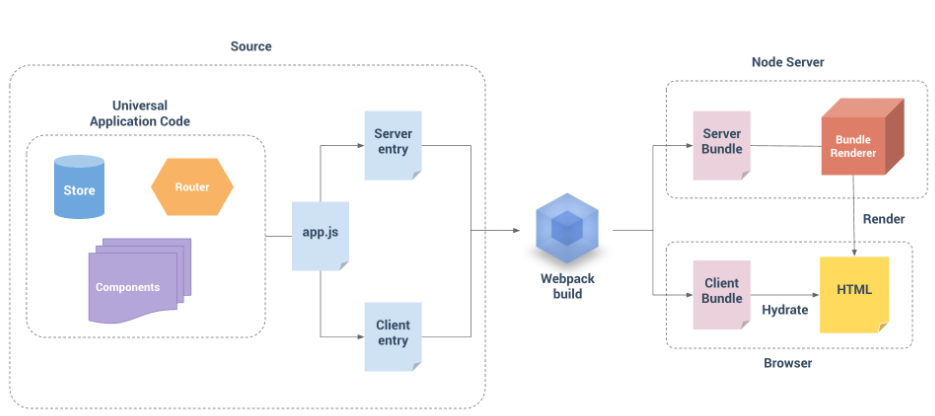 Source
Node Server
Universal
Application Code
Store
Router
Components
app.js
Server
entry
Client
entry
Webpack
build
Server
Bundle
Bundle
Renderer
Render
Client
Bundle
Hydrate
HTML
Browser